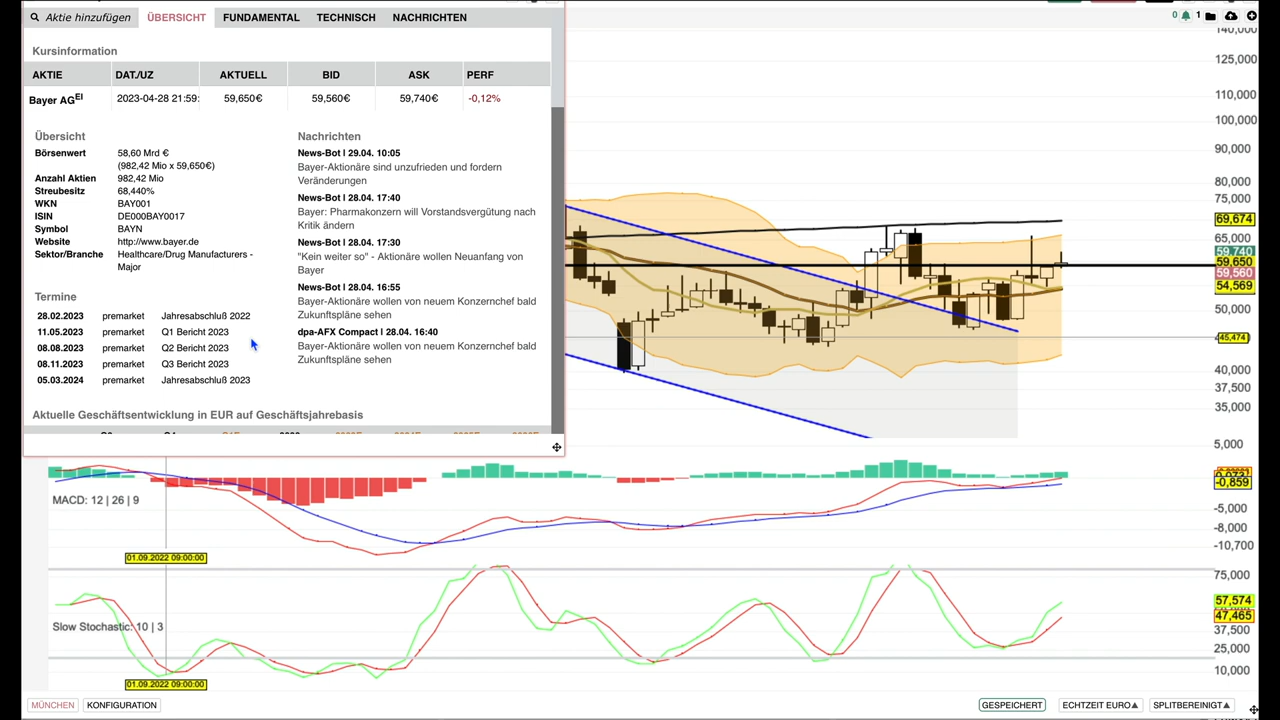 Aktie hinzufügen ÜBERSICHT FUNDAMENTAL TECHNISCH NACHRICHTEN
0 1
Kursinformation
AKTIE DAT./UZ AKTUELL BID ASK PERF
Bayer AG EI 2023-04-28 21:59: 59,650€ 59,560€ 59,740€ -0,12%
Übersicht
Börsenwert 58,60 Mrd €
(982,42 Mio x 59,650€)
Anzahl Aktien 982,42 Mio
Streubesitz 68,440%
WKN BAY001
ISIN DE000BAY0017
Symbol BAYN
Website http://www.bayer.de
Sektor/Branche Healthcare/Drug Manufacturers -
Major
Termine
28.02.2023 premarket Jahresabschluß 2022
11.05.2023 premarket Q1 Bericht 2023
08.08.2023 premarket Q2 Bericht 2023
08.11.2023 premarket Q3 Bericht 2023
05.03.2024 premarket Jahresabschluß 2023
Nachrichten
News-Bot | 29.04. 10:05
Bayer-Aktionäre sind unzufrieden und fordern
Veränderungen
News-Bot | 28.04. 17:40
Bayer: Pharmakonzern will Vorstandsvergütung nach
Kritik ändern
News-Bot | 28.04. 17:30
"Kein weiter so" - Aktionäre wollen Neuanfang von
Bayer
News-Bot | 28.04. 16:55
Bayer-Aktionäre wollen von neuem Konzernchef bald
Zukunftspläne sehen
dpa-AFX Compact | 28.04. 16:40
Bayer-Aktionäre wollen von neuem Konzernchef bald
Zukunftspläne sehen
Aktuelle Geschäftsentwicklung in EUR auf Geschäftsjahrebasis
140,000
125,000
110,000
100,000
90,000
80,000
75,000
69,674
65,000
59,740
59,650
59,560
54,569
50,000
45,474
40,000
37,500
35,000
5,000
-0,859
-5,000
-8,000
-10,700
MACD: 12 | 26 | 9
01.09.2022 09:00:00
75,000
57,574
47,465
37,500
25,000
10,000
Slow Stochastic: 10 | 3
01.09.2022 09:00:00
MÜNCHEN KONFIGURATION GESPEICHERT ECHTZEIT EURO▲ SPLITBEREINIGT▲